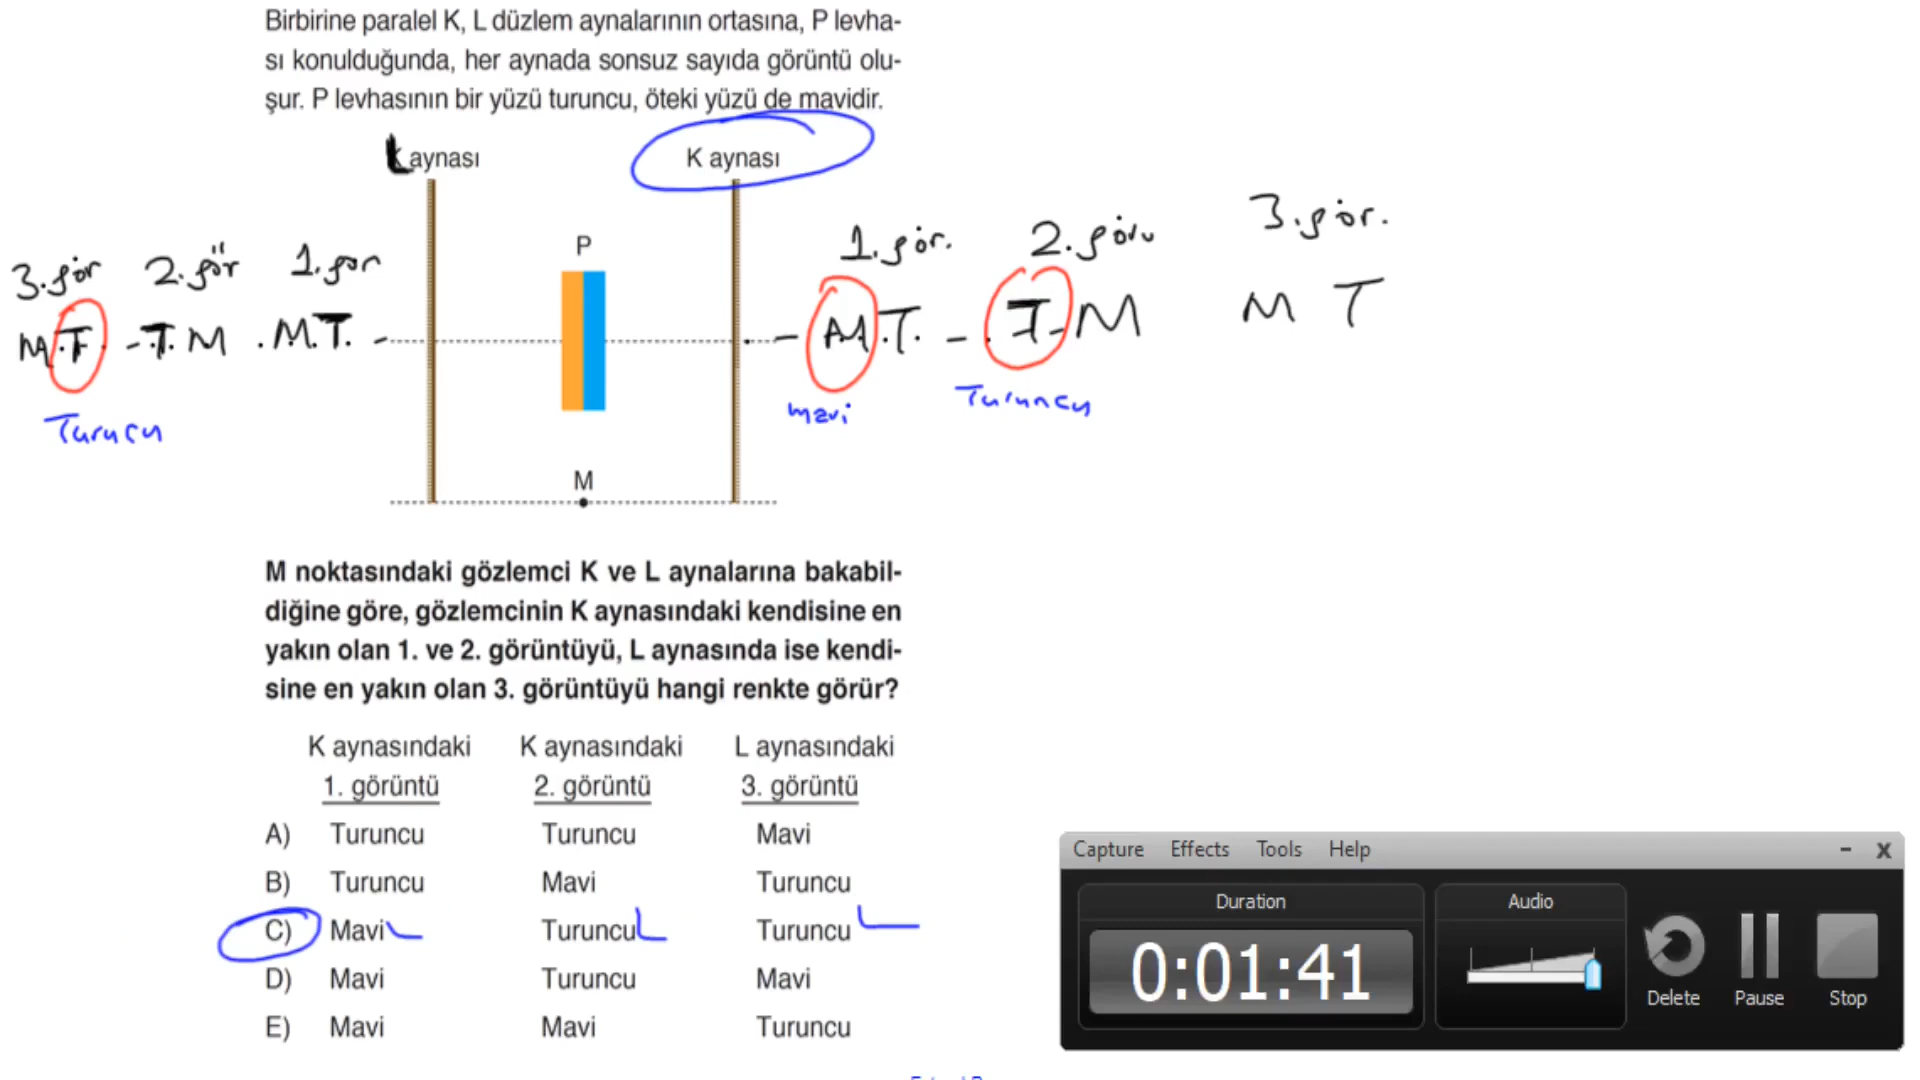 Birbirine paralel K, L düzlem aynalarının ortasına, P levha-
sı konulduğunda, her aynada sonsuz sayıda görüntü olu-
şur. P levhasının bir yüzü turuncu, öteki yüzü de mavidir.
L aynası
K aynası
3.gör 2.gör 1.gör
P
1.gör. 2.görü 3.gör.
M.T. - T.M .M.T. -
- M.T. - .T-M M T
Turucu
mavi
Turuncu
M
M noktasındaki gözlemci K ve L aynalarına bakabil-
diğine göre, gözlemcinin K aynasındaki kendisine en
yakın olan 1. ve 2. görüntüyü, L aynasında ise kendi-
sine en yakın olan 3. görüntüyü hangi renkte görür?
K aynasındaki K aynasındaki L aynasındaki
1. görüntü 2. görüntü 3. görüntü
A) Turuncu Turuncu Mavi
B) Turuncu Mavi Turuncu
C) Mavi Turuncu Turuncu
D) Mavi Turuncu Mavi
E) Mavi Mavi Turuncu
Capture Effects Tools Help - x
Duration Audio
0:01:41
Delete Pause Stop